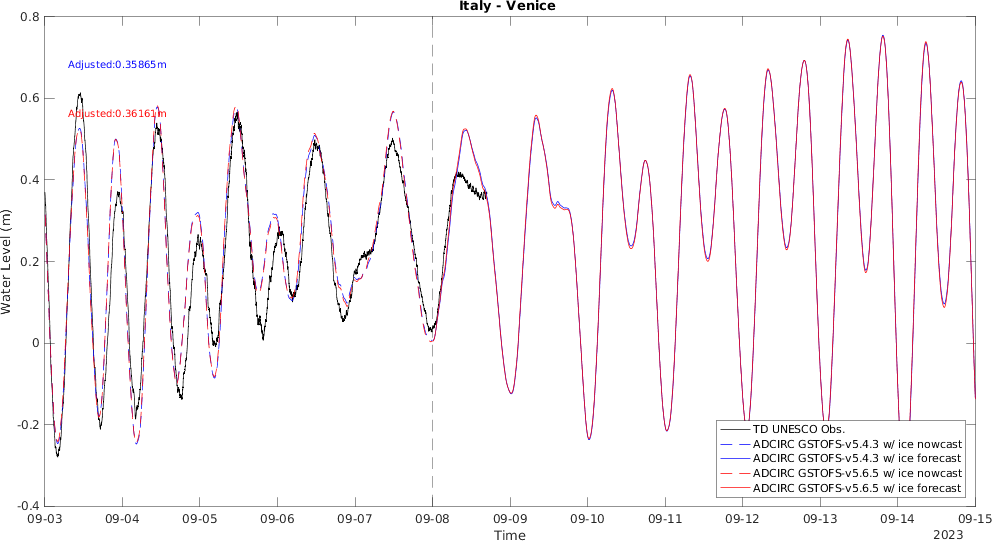 Italy - Venice
0.8
0.6
0.4
0.2
0
-0.2
-0.4
Water Level (m)
Adjusted:0.35865m
Adjusted:0.36161m
TD UNESCO Obs.
ADCIRC GSTOFS-v5.4.3 w/ ice nowcast
ADCIRC GSTOFS-v5.4.3 w/ ice forecast
ADCIRC GSTOFS-v5.6.5 w/ ice nowcast
ADCIRC GSTOFS-v5.6.5 w/ ice forecast
09-03 09-04 09-05 09-06 09-07 09-08 09-09 09-10 09-11 09-12 09-13 09-14 09-15
Time
2023